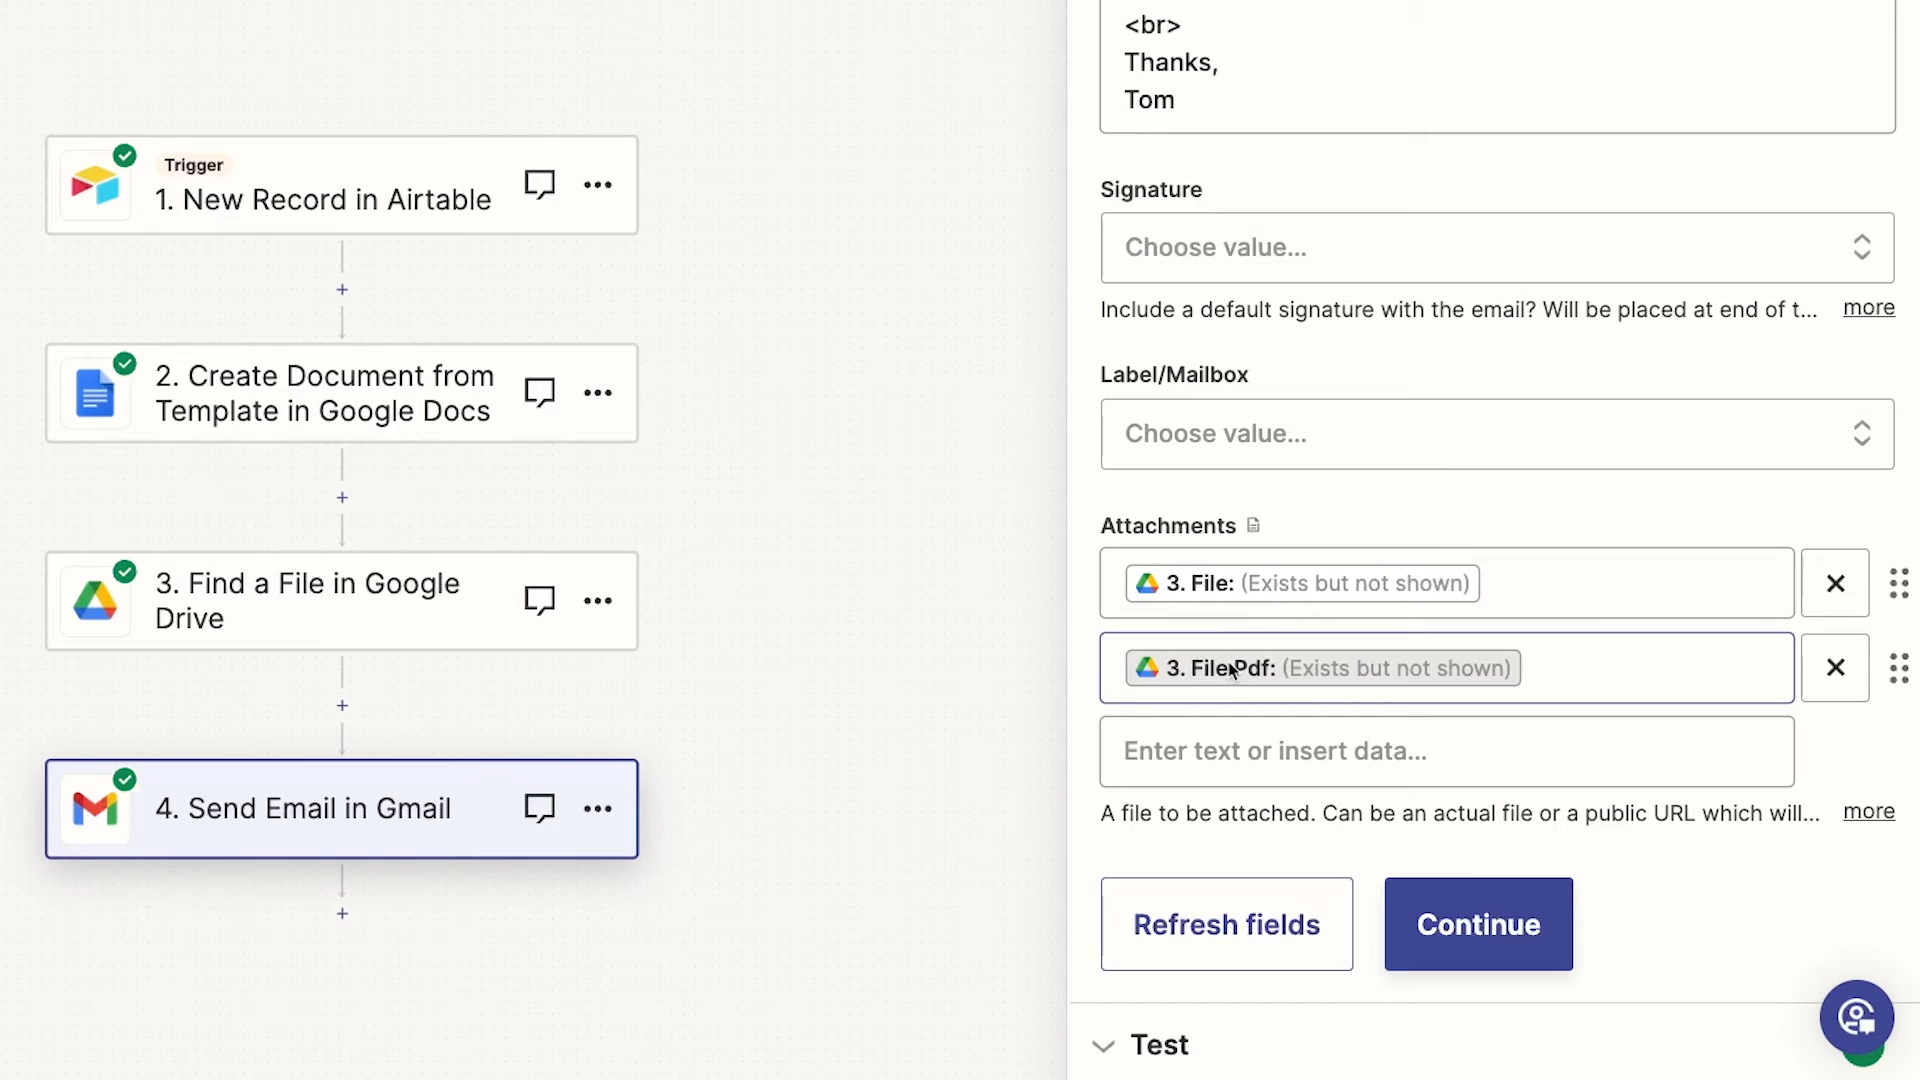 Trigger
1. New Record in Airtable
2. Create Document from
Template in Google Docs
3. Find a File in Google
Drive
4. Send Email in Gmail
<br>
Thanks,
Tom
Signature
Choose value...
Include a default signature with the email? Will be placed at end of t... more
Label/Mailbox
Choose value...
Attachments
3. File: (Exists but not shown)
3. File Pdf: (Exists but not shown)
Enter text or insert data...
A file to be attached. Can be an actual file or a public URL which will... more
Refresh fields
Continue
Test